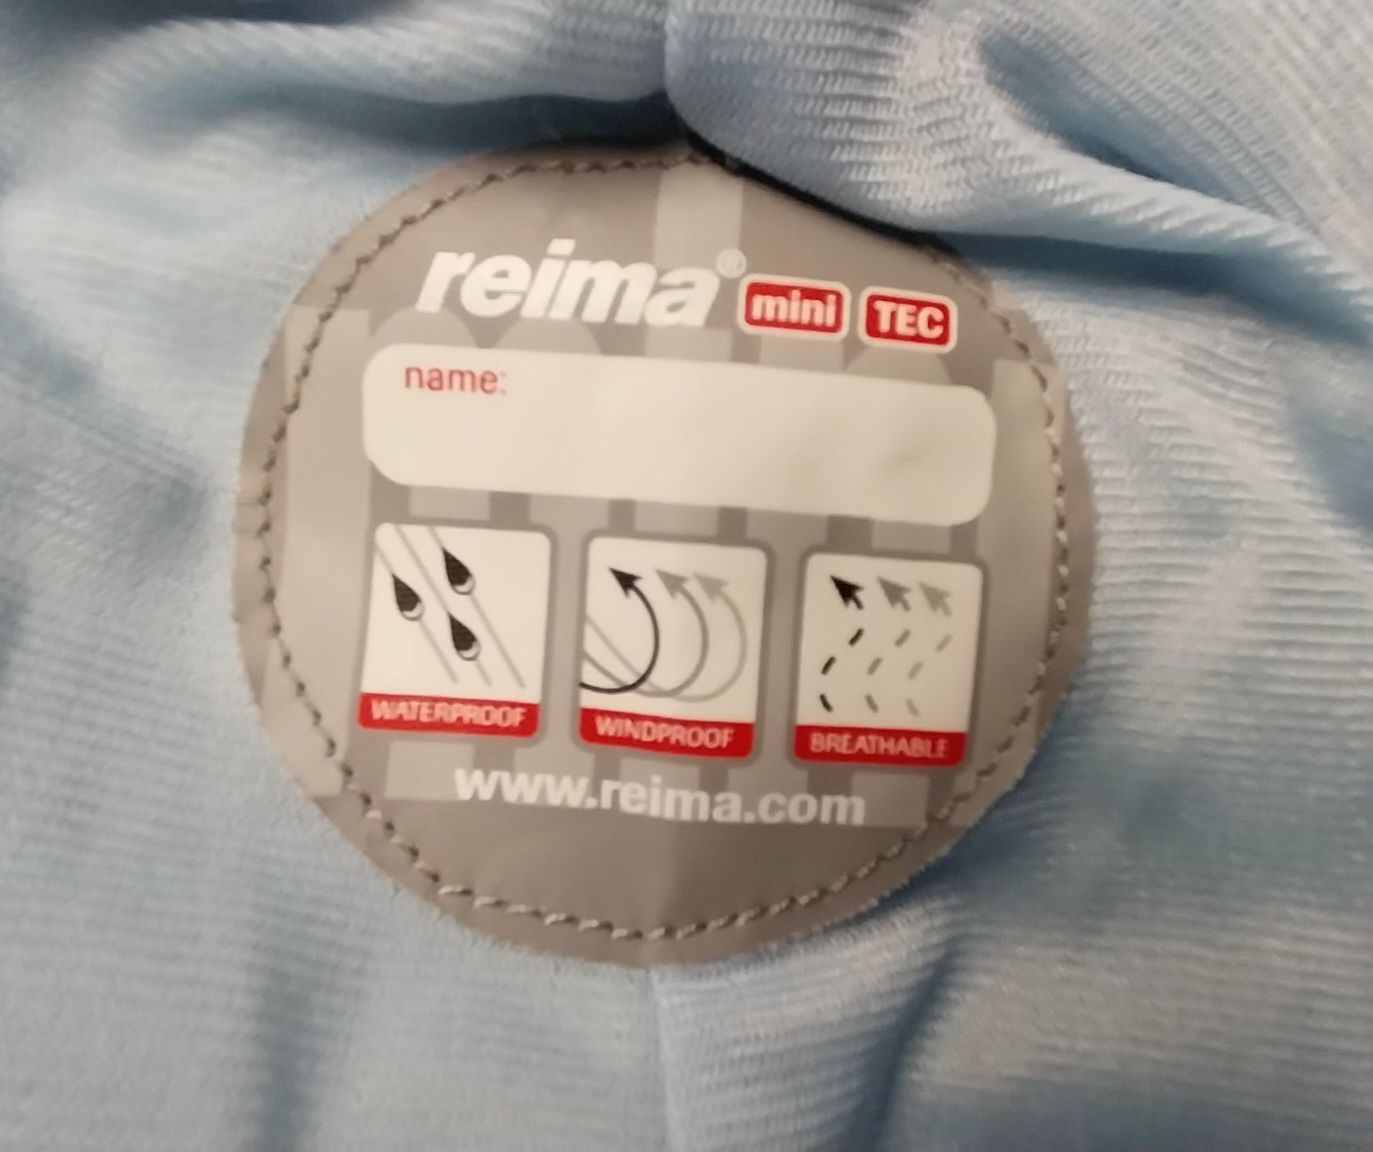 reima® mini TEC
name:
WATERPROOF WINDPROOF BREATHABLE
www.reima.com